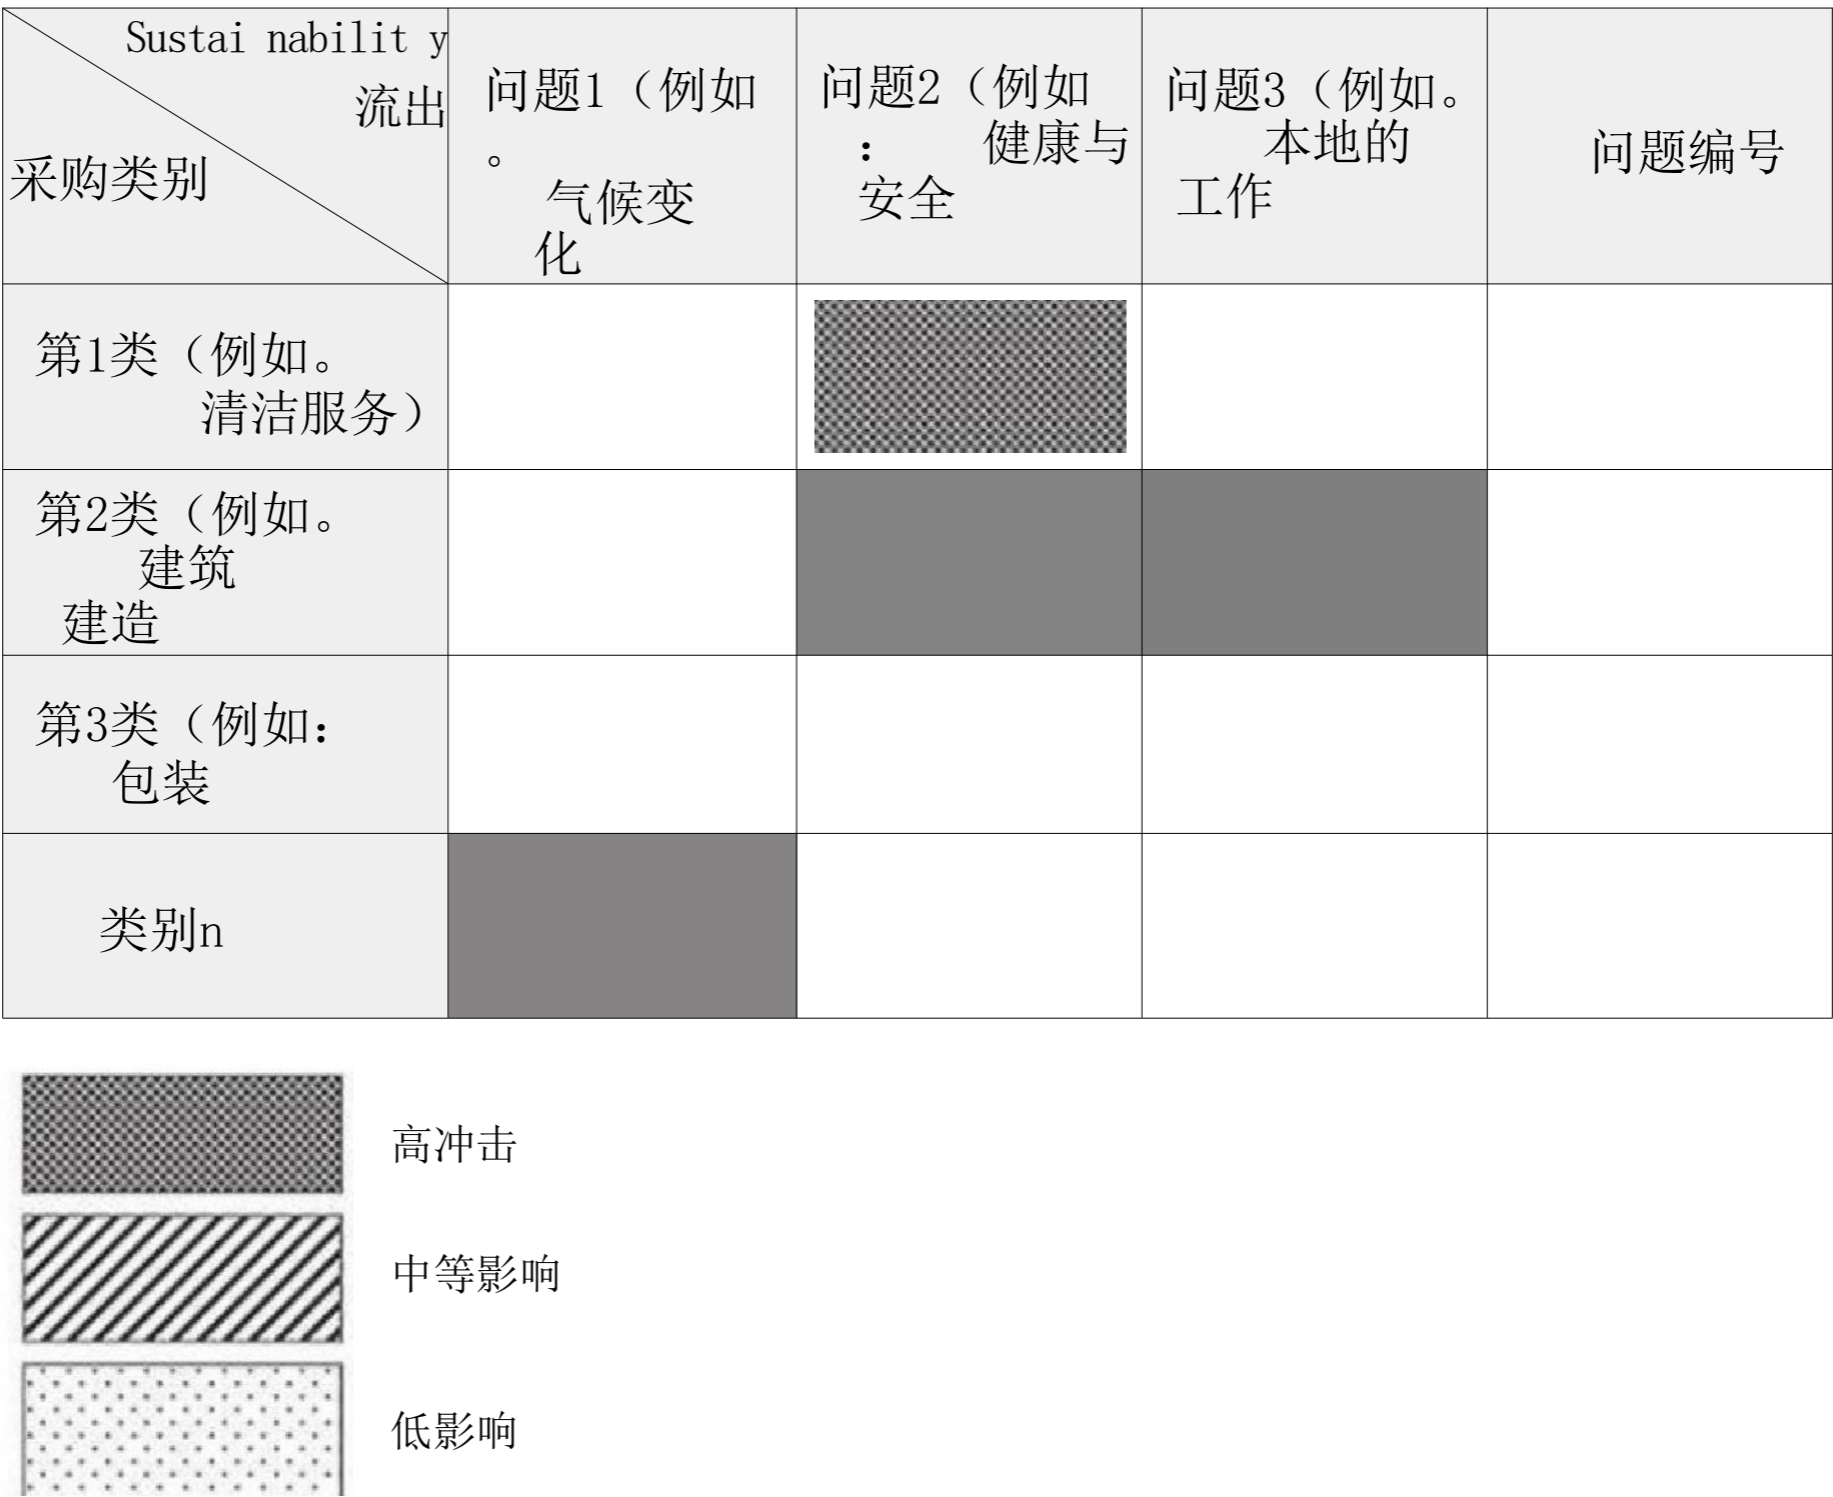 Sustai nabilit y
流出
采购类别
问题1（例如
。
气候变
化
问题2（例如
： 健康与
安全
问题3（例如。
本地的
工作
问题编号
第1类（例如。
清洁服务）
第2类（例如。
建筑
建造
第3类（例如：
包装
类别n
高冲击
中等影响
低影响